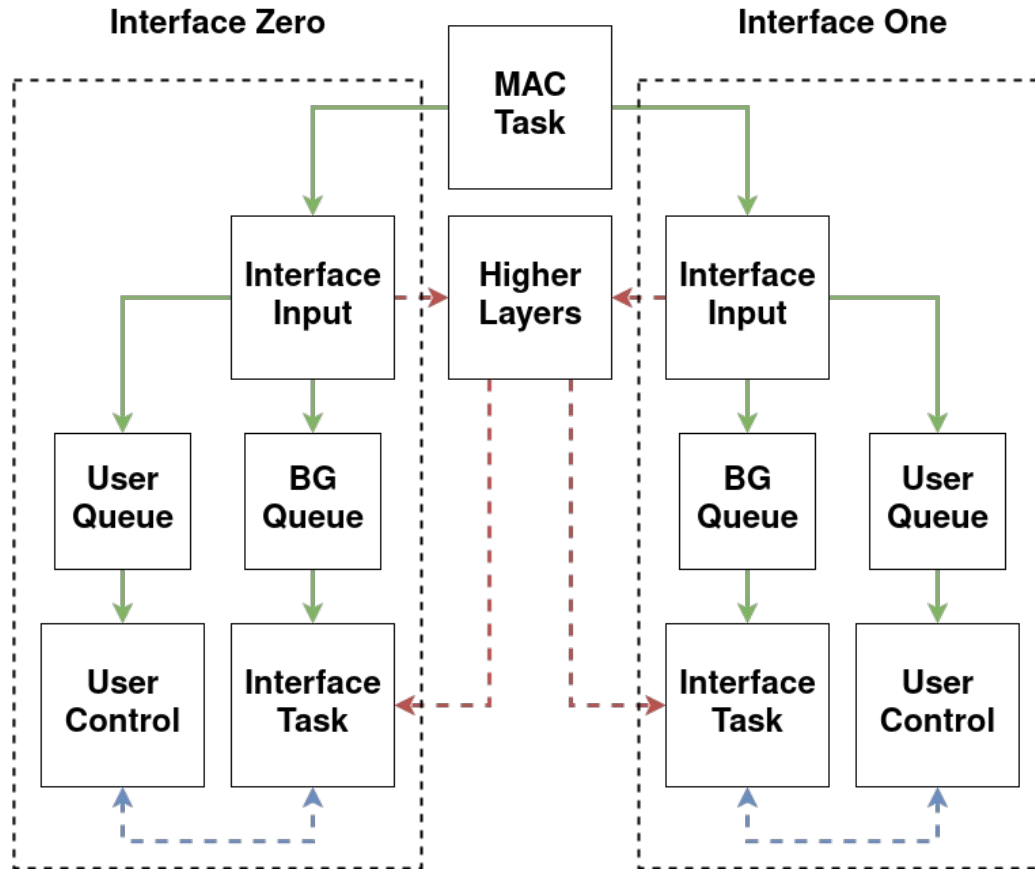 Interface Zero
Interface One
MAC
Task
Interface
Input
Higher
Layers
Interface
Input
User
Queue
BG
Queue
BG
Queue
User
Queue
User
Control
Interface
Task
Interface
Task
User
Control